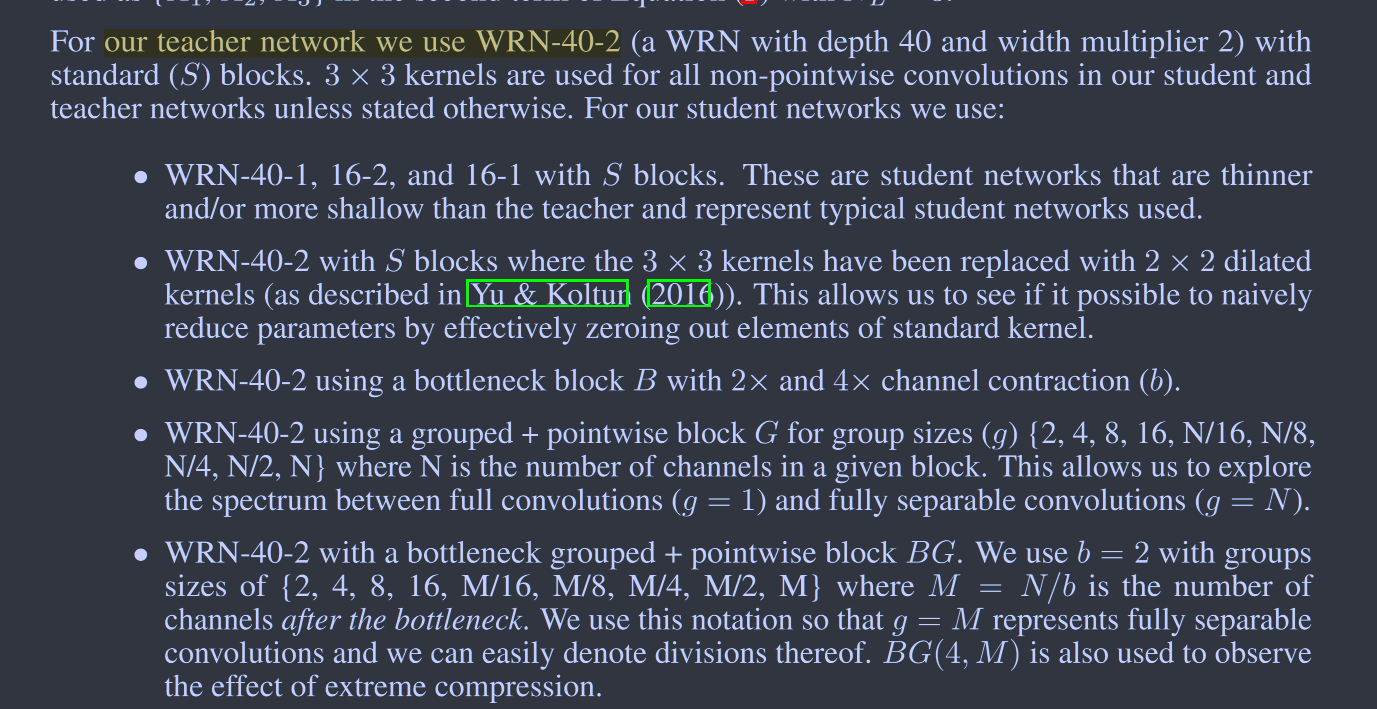 For our teacher network we use WRN-40-2 (a WRN with depth 40 and width multiplier 2) with
standard (S) blocks. 3 × 3 kernels are used for all non-pointwise convolutions in our student and
teacher networks unless stated otherwise. For our student networks we use:
• WRN-40-1, 16-2, and 16-1 with S blocks. These are student networks that are thinner
and/or more shallow than the teacher and represent typical student networks used.
• WRN-40-2 with S blocks where the 3 × 3 kernels have been replaced with 2 × 2 dilated
kernels (as described in Yu & Koltun (2016)). This allows us to see if it possible to naively
reduce parameters by effectively zeroing out elements of standard kernel.
• WRN-40-2 using a bottleneck block B with 2× and 4× channel contraction (b).
• WRN-40-2 using a grouped + pointwise block G for group sizes (g) {2, 4, 8, 16, N/16, N/8,
N/4, N/2, N} where N is the number of channels in a given block. This allows us to explore
the spectrum between full convolutions (g = 1) and fully separable convolutions (g = N).
• WRN-40-2 with a bottleneck grouped + pointwise block BG. We use b = 2 with groups
sizes of {2, 4, 8, 16, M/16, M/8, M/4, M/2, M} where M = N/b is the number of
channels after the bottleneck. We use this notation so that g = M represents fully separable
convolutions and we can easily denote divisions thereof. BG(4, M) is also used to observe
the effect of extreme compression.